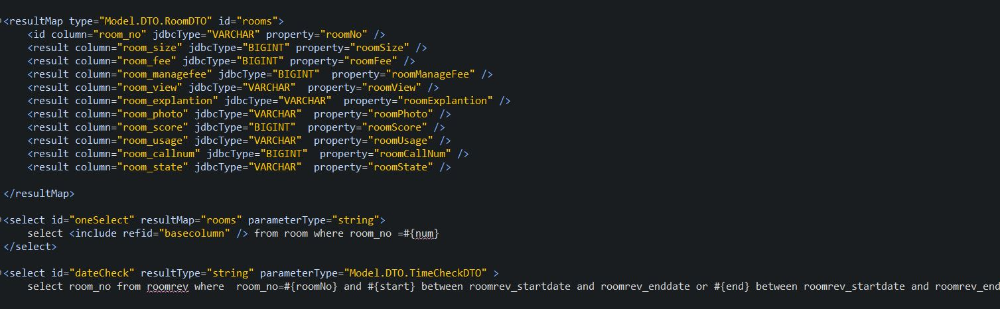 <resultMap type="Model.DTO.RoomDTO" id="rooms">
<id column="room_no" jdbcType="VARCHAR" property="roomNo" />
<result column="room_size" jdbcType="BIGINT" property="roomSize" />
<result column="room_fee" jdbcType="BIGINT" property="roomFee" />
<result column="room_managefee" jdbcType="BIGINT"  property="roomManageFee" />
<result column="room_view" jdbcType="VARCHAR"  property="roomView" />
<result column="room_explantion" jdbcType="VARCHAR"  property="roomExplantion" />
<result column="room_photo" jdbcType="VARCHAR"  property="roomPhoto" />
<result column="room_score" jdbcType="BIGINT"  property="roomScore" />
<result column="room_usage" jdbcType="VARCHAR"  property="roomUsage" />
<result column="room_callnum" jdbcType="BIGINT"  property="roomCallNum" />
<result column="room_state" jdbcType="VARCHAR"  property="roomState" />
</resultMap>
<select id="oneSelect" resultMap="rooms" parameterType="string">
select <include refid="basecolumn" /> from room where room_no =#{num}
</select>
<select id="dateCheck" resultType="string" parameterType="Model.DTO.TimeCheckDTO" >
select room_no from roomrev where  room_no=#{roomNo} and #{start} between roomrev_startdate and roomrev_enddate or #{end} between roomrev_startdate and roomrev_end